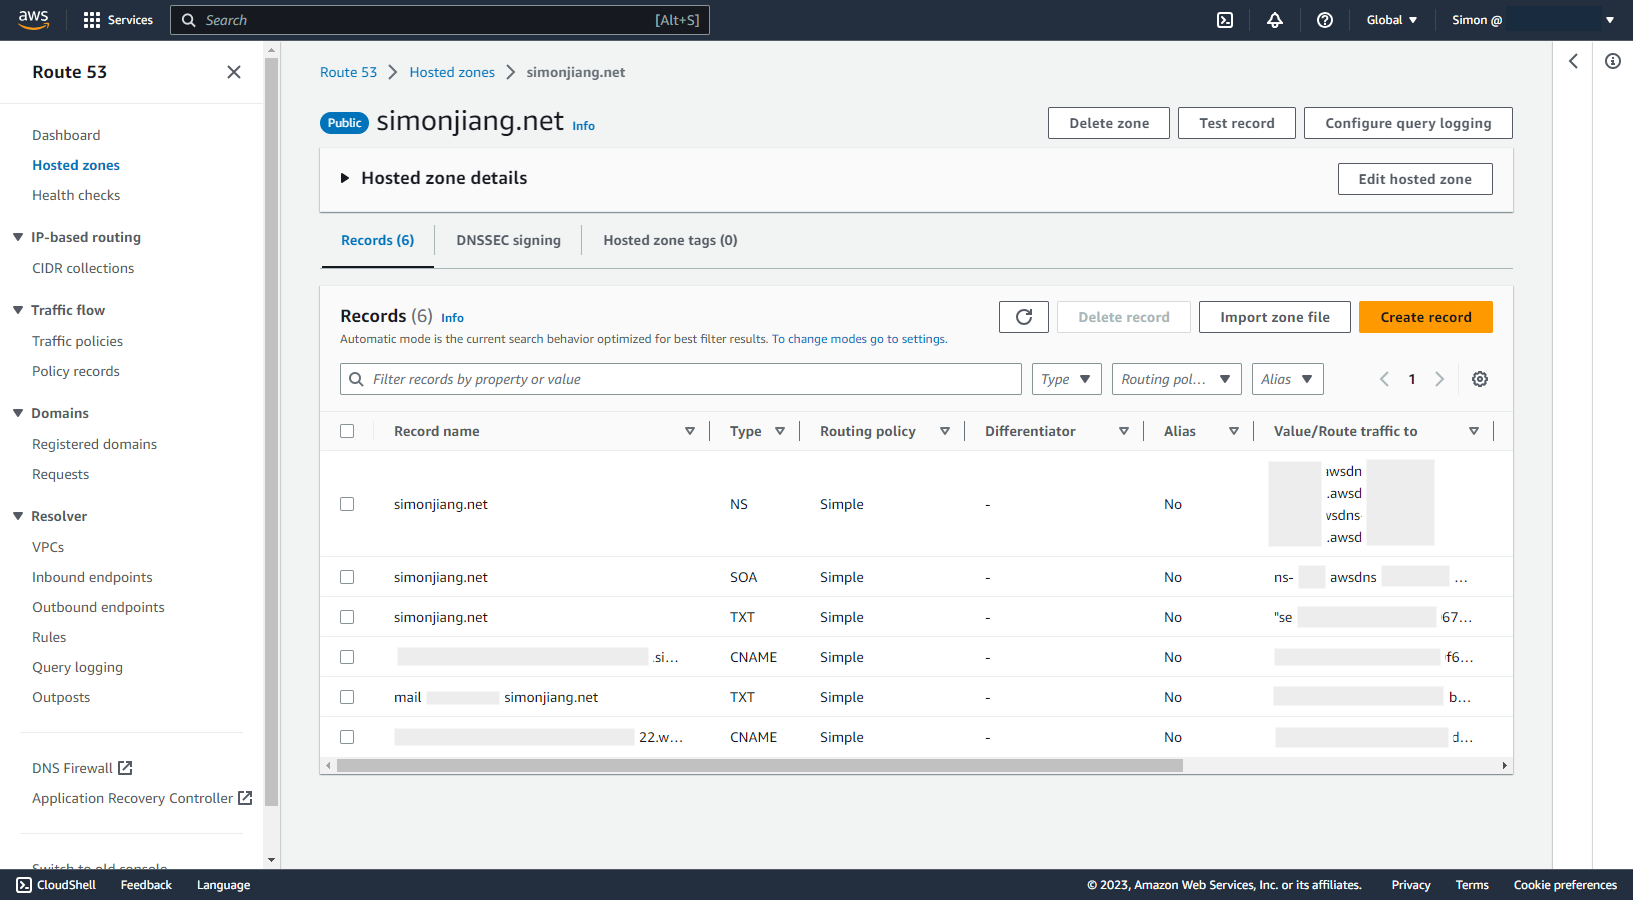 aws
Services
Search [Alt+S]
Global
Simon @
Route 53
Dashboard
Hosted zones
Health checks
IP-based routing
CIDR collections
Traffic flow
Traffic policies
Policy records
Domains
Registered domains
Requests
Resolver
VPCs
Inbound endpoints
Outbound endpoints
Rules
Query logging
Outposts
DNS Firewall
Application Recovery Controller
Switch to old console
Route 53 Hosted zones simonjiang.net
Public simonjiang.net Info
Delete zone Test record Configure query logging
Hosted zone details Edit hosted zone
Records (6) DNSSEC signing Hosted zone tags (0)
Records (6) Info
Delete record Import zone file Create record
Automatic mode is the current search behavior optimized for best filter results. To change modes go to settings.
Filter records by property or value Type Routing pol... Alias 1
Record name Type Routing policy Differentiator Alias Value/Route traffic to
simonjiang.net NS Simple - No awsdn
.awsd
wsdns
.awsd
simonjiang.net SOA Simple - No ns- awsdns ...
simonjiang.net TXT Simple - No "se 67...
.si... CNAME Simple - No f6...
mail simonjiang.net TXT Simple - No b...
22.w... CNAME Simple - No d...
CloudShell Feedback Language
© 2023, Amazon Web Services, Inc. or its affiliates. Privacy Terms Cookie preferences